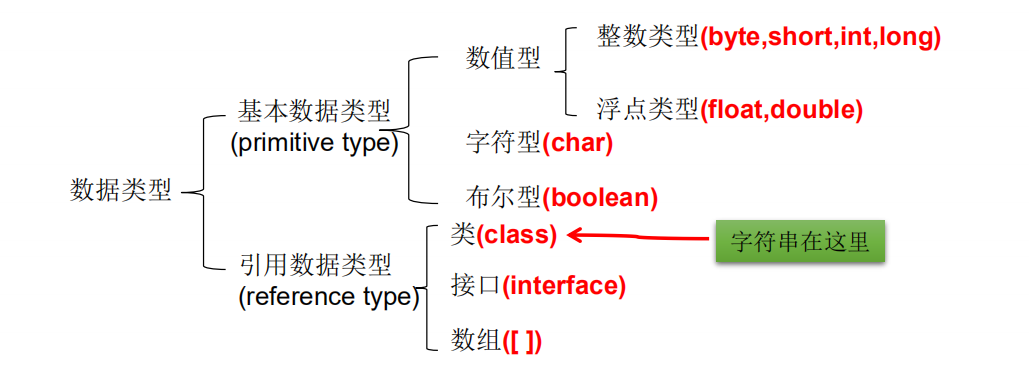 整数类型(byte,short,int,long)
数值型
浮点类型(float,double)
基本数据类型
(primitive type)
字符型(char)
数据类型
布尔型(boolean)
类(class)
字符串在这里
引用数据类型
(reference type)
接口(interface)
数组([ ])